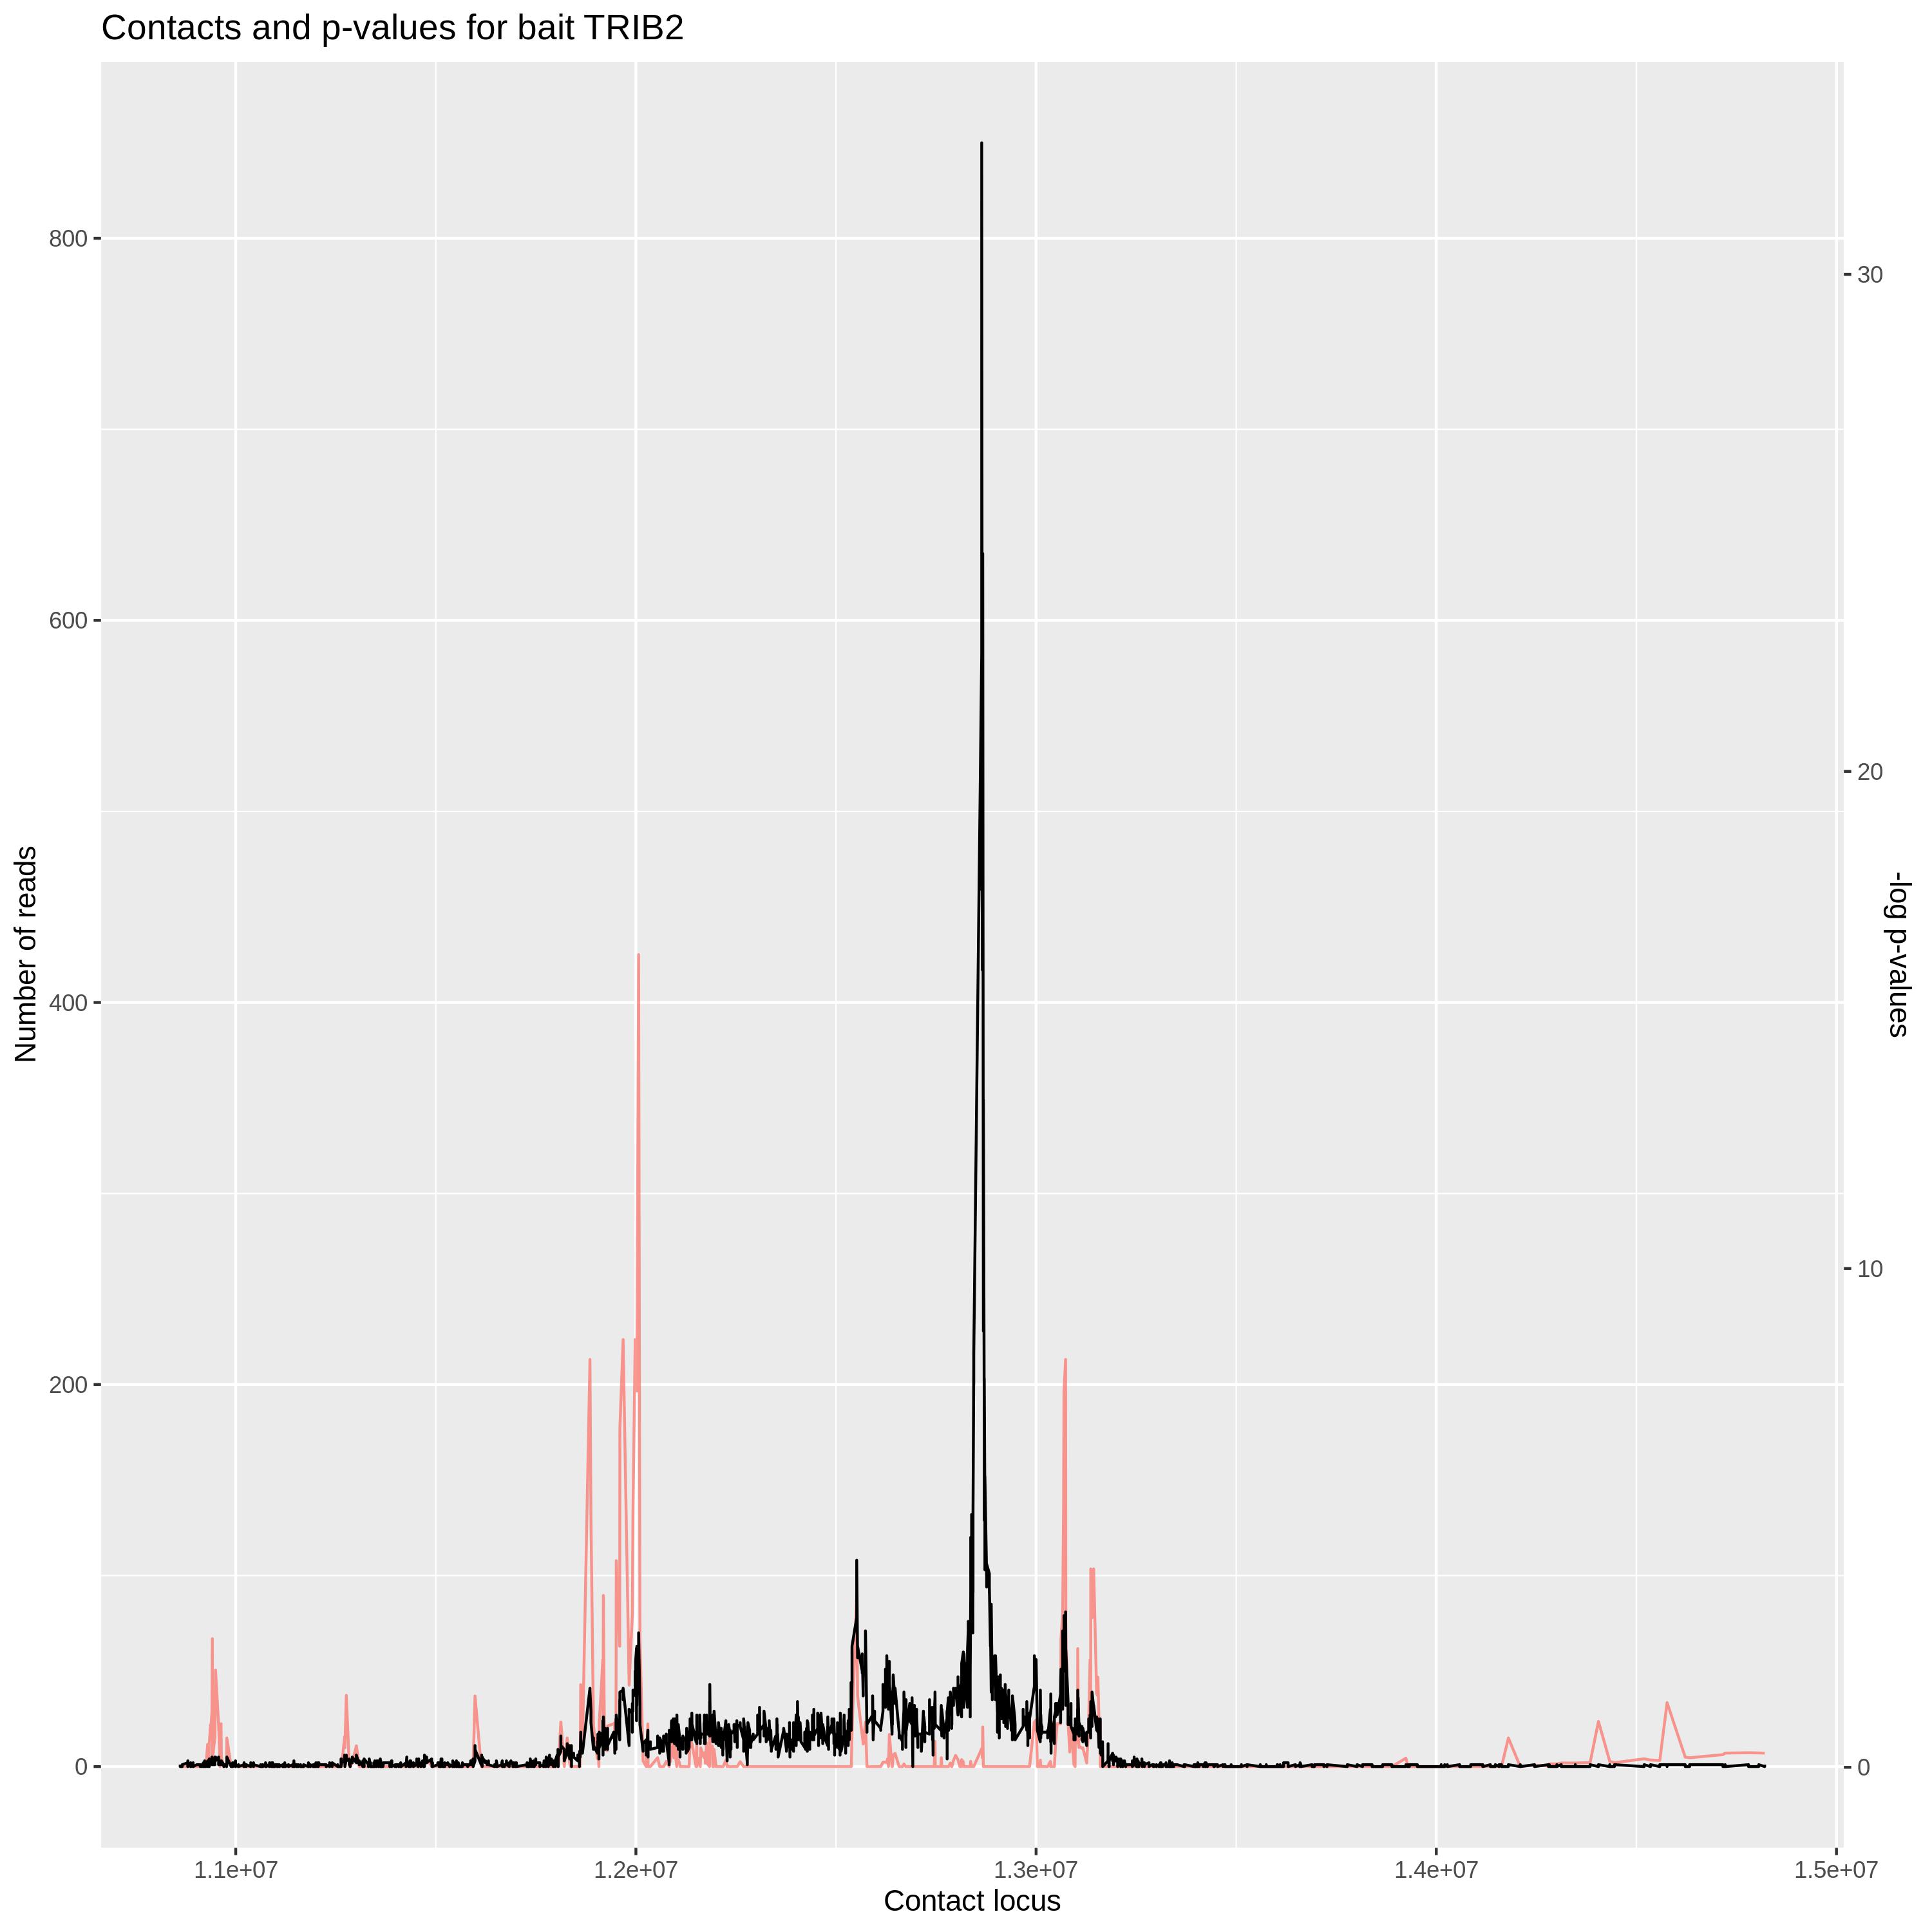 Contacts and p-values for bait TRIB2
800
600
400
200
0
Number of reads
30
20
10
0
-log p-values
1.1e+07
1.2e+07
1.3e+07
1.4e+07
1.5e+07
Contact locus